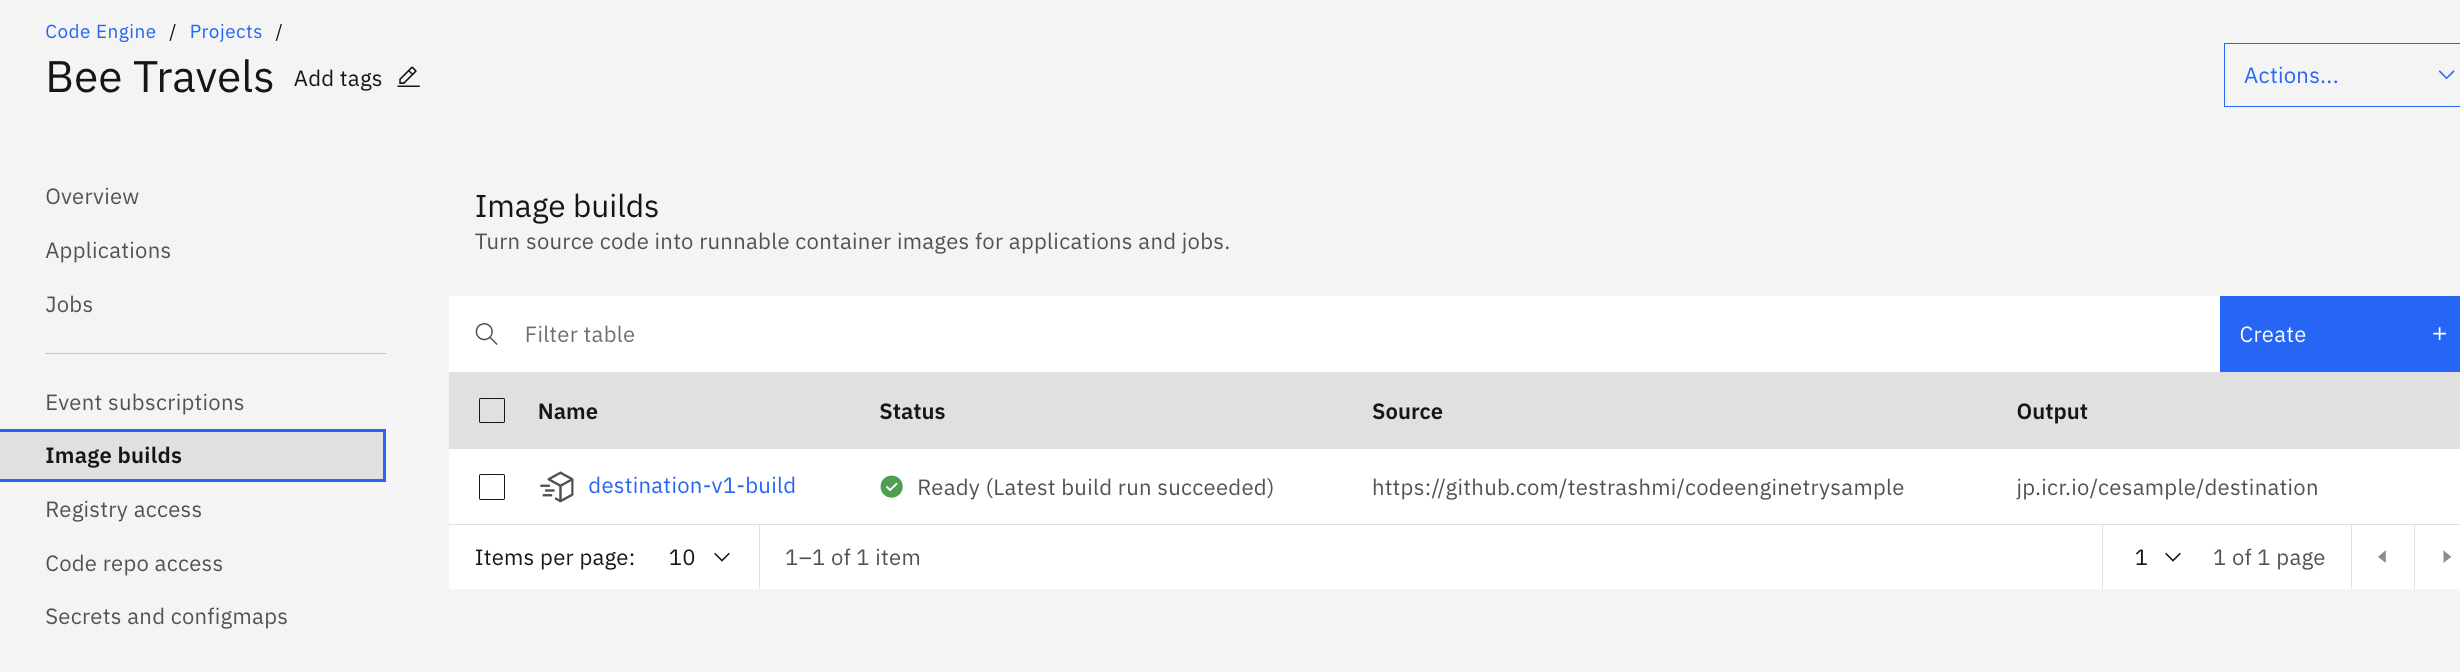 Code Engine / Projects /
Bee Travels Add tags
Actions...
Overview
Applications
Jobs
Event subscriptions
Image builds
Registry access
Code repo access
Secrets and configmaps
Image builds
Turn source code into runnable container images for applications and jobs.
Filter table
Create +
Name Status Source Output
destination-v1-build Ready (Latest build run succeeded) https://github.com/testrashmi/codeenginetrysample jp.icr.io/cesample/destination
Items per page: 10 1–1 of 1 item 1 1 of 1 page